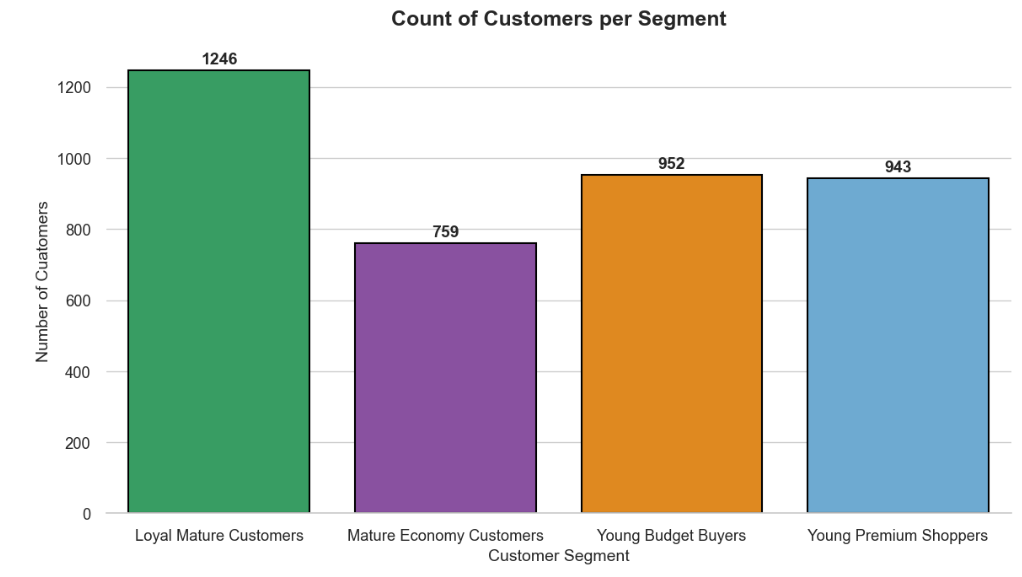 Count of Customers per Segment
1246
1200
1000
952
943
800
759
600
400
200
0
Number of Cuatomers
Loyal Mature Customers
Mature Economy Customers
Young Budget Buyers
Young Premium Shoppers
Customer Segment